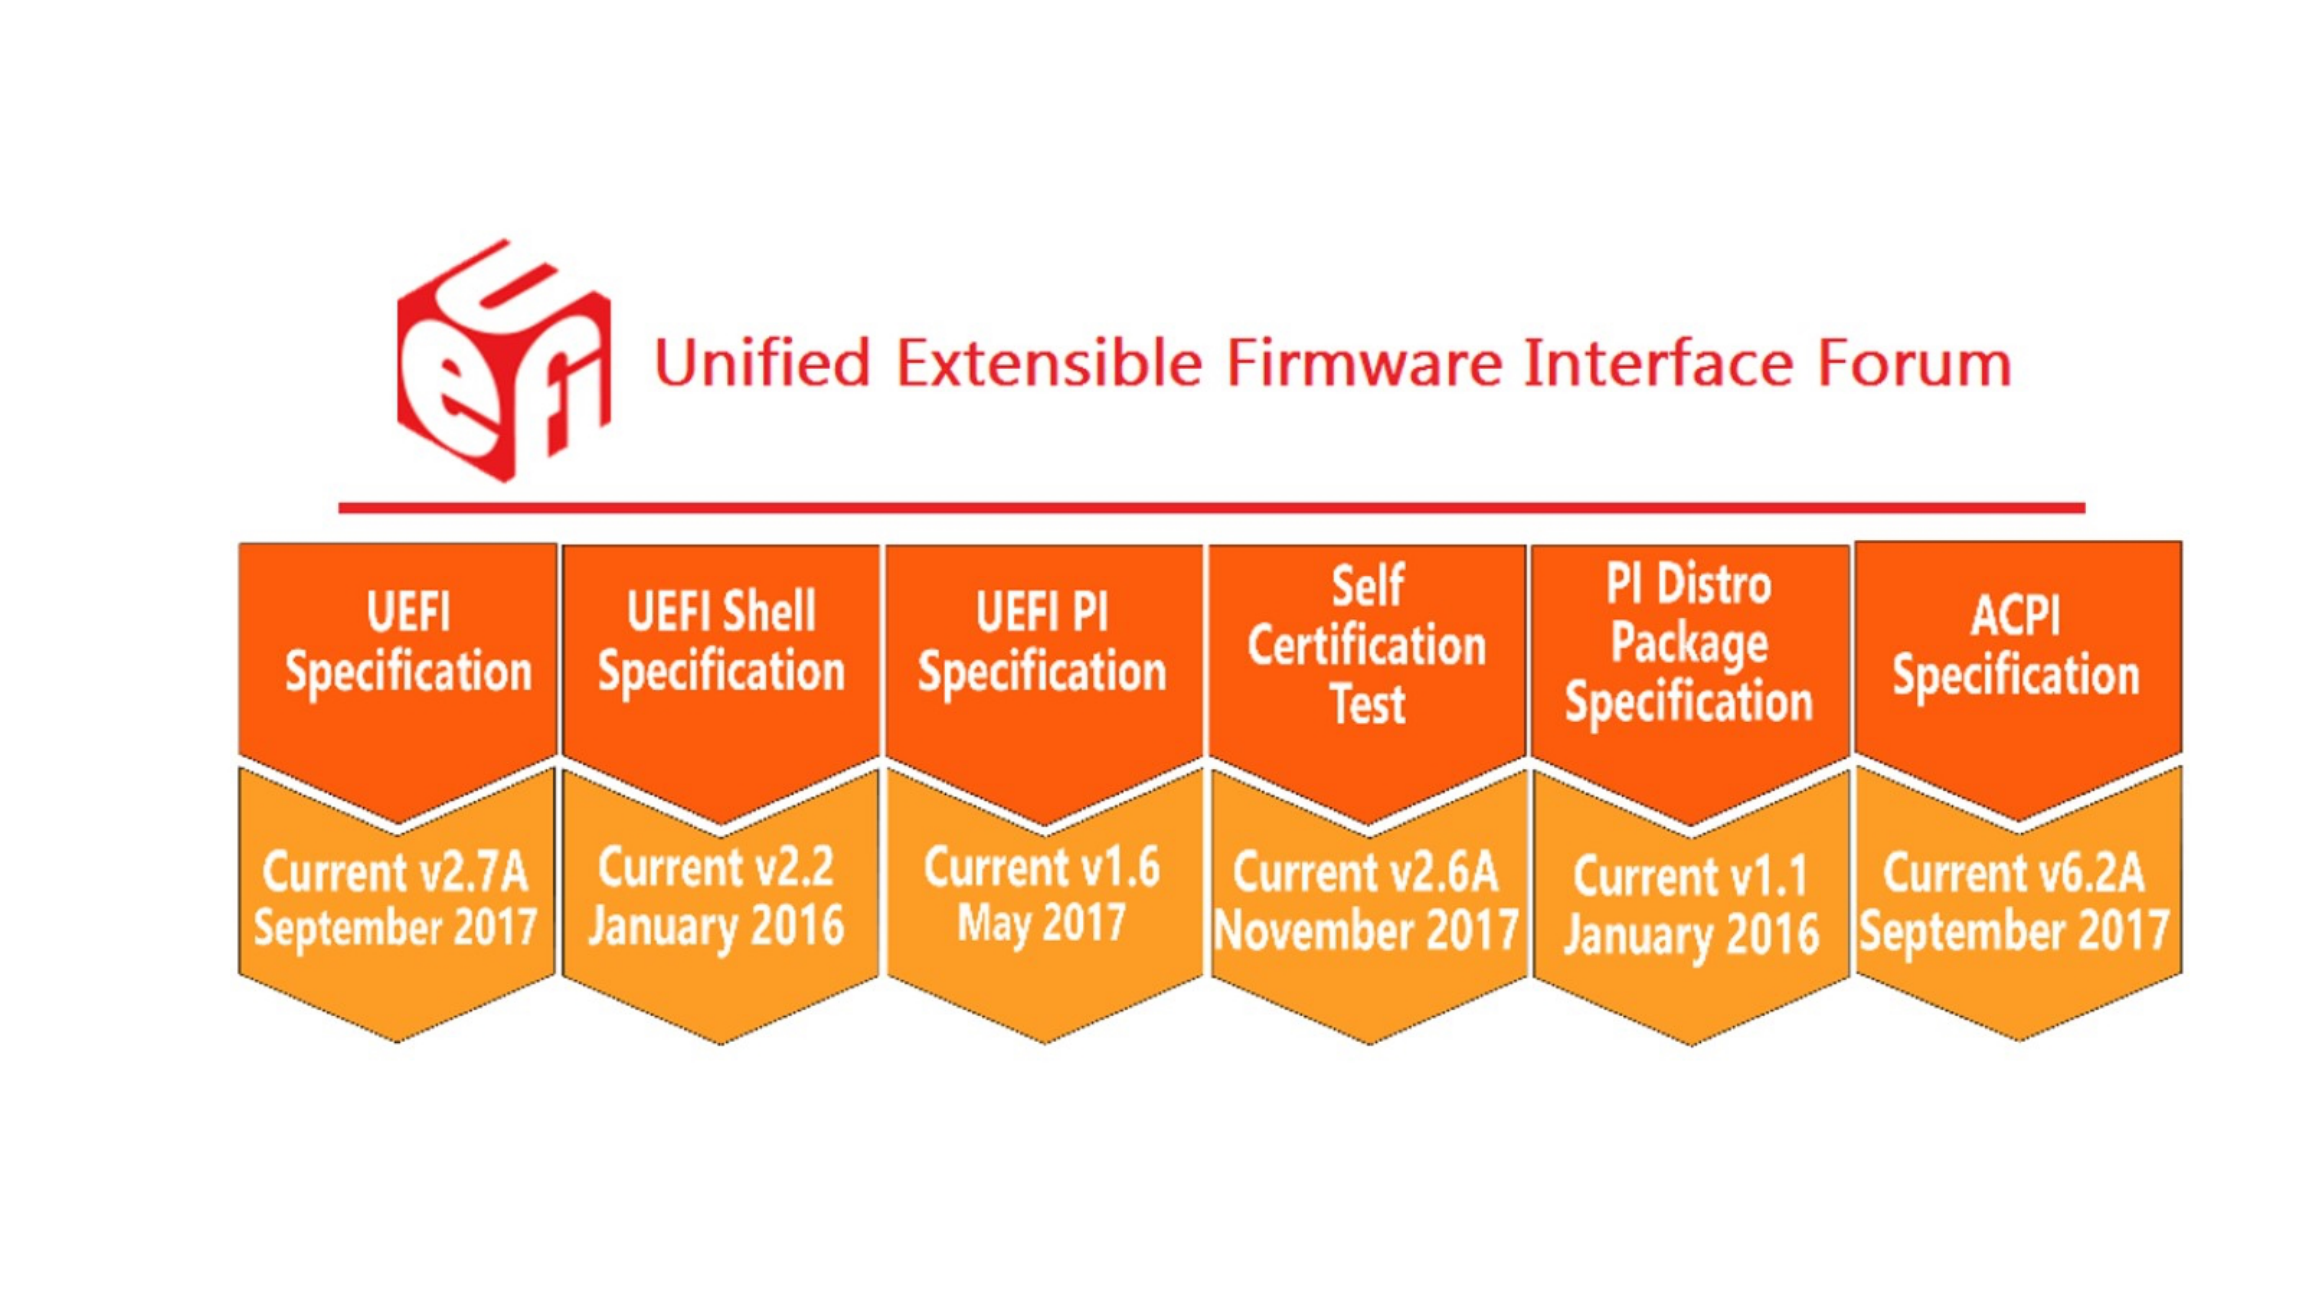 uefi
Unified Extensible Firmware Interface Forum
UEFI
Specification
UEFI Shell
Specification
UEFI PI
Specification
Self
Certification
Test
PI Distro
Package
Specification
ACPI
Specification
Current v2.7A
September 2017
Current v2.2
January 2016
Current v1.6
May 2017
Current v2.6A
November 2017
Current v1.1
January 2016
Current v6.2A
September 2017